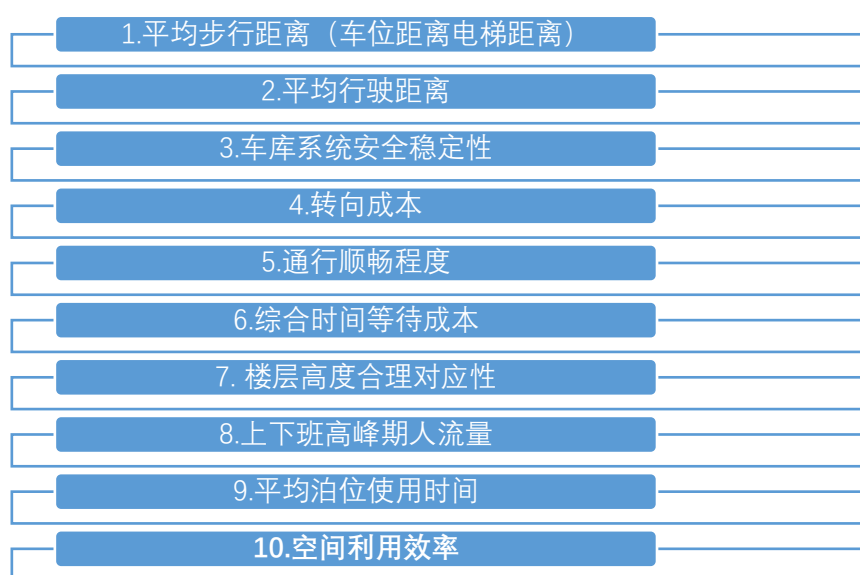 1.平均步行距离（车位距离电梯距离）
2.平均行驶距离
3.车库系统安全稳定性
4.转向成本
5.通行顺畅程度
6.综合时间等待成本
7. 楼层高度合理对应性
8.上下班高峰期人流量
9.平均泊位使用时间
10.空间利用效率